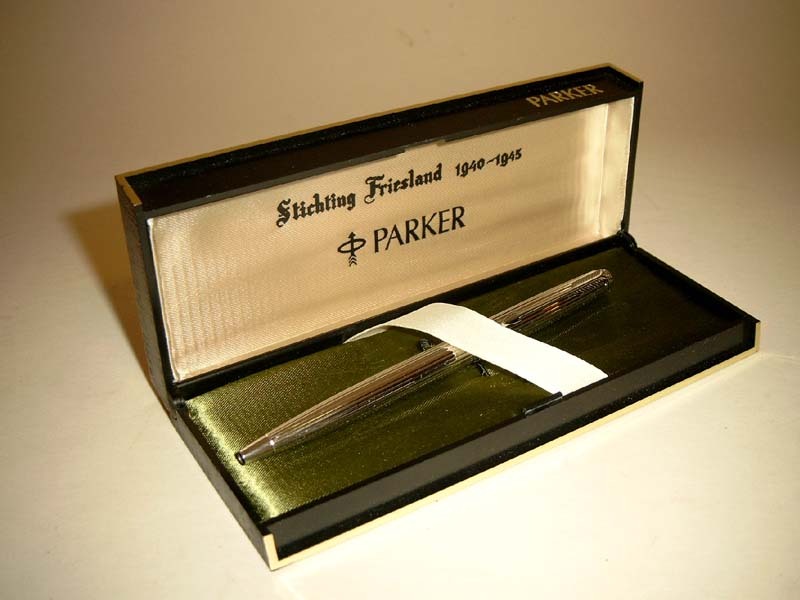 PARKER
Stichting Friesland 1940-1945
PARKER